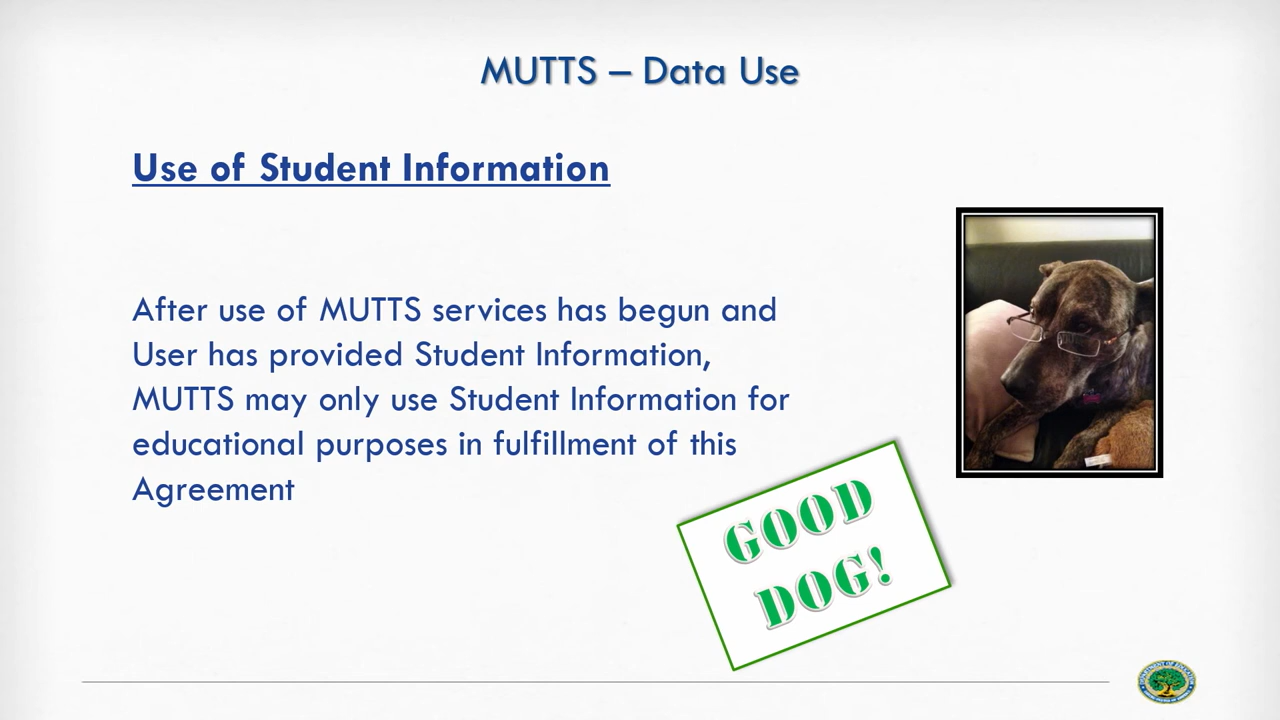 MUTTS – Data Use
Use of Student Information
After use of MUTTS services has begun and
User has provided Student Information,
MUTTS may only use Student Information for
educational purposes in fulfillment of this
Agreement
GOOD
DOG!